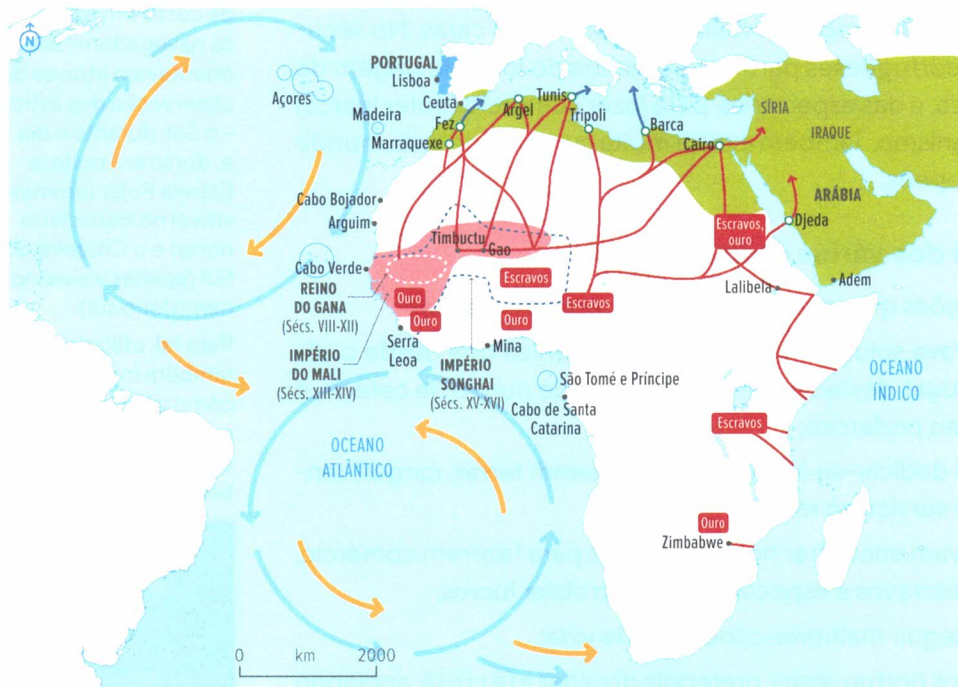 N
PORTUGAL
Lisboa
Açores
Madeira
Ceuta
Fez
Marraquexe
Argel
Tunis
Tripoli
Barca
Cairo
SÍRIA
IRAQUE
ARÁBIA
Cabo Bojador
Arguim
Timbuctu
Gao
Escravos,
ouro
Djeda
Adem
Lalibela
Cabo Verde
REINO
DO GANA
(Sécs. VIII-XII)
Ouro
Ouro
Ouro
Escravos
Escravos
Serra
Leoa
Mina
IMPÉRIO
DO MALI
(Sécs. XIII-XIV)
IMPÉRIO
SONGHAI
(Sécs. XV-XVI)
São Tomé e Príncipe
Cabo de Santa
Catarina
OCEANO
ÍNDICO
OCEANO
ATLÂNTICO
Escravos
Ouro
Zimbabwe
0 km 2000